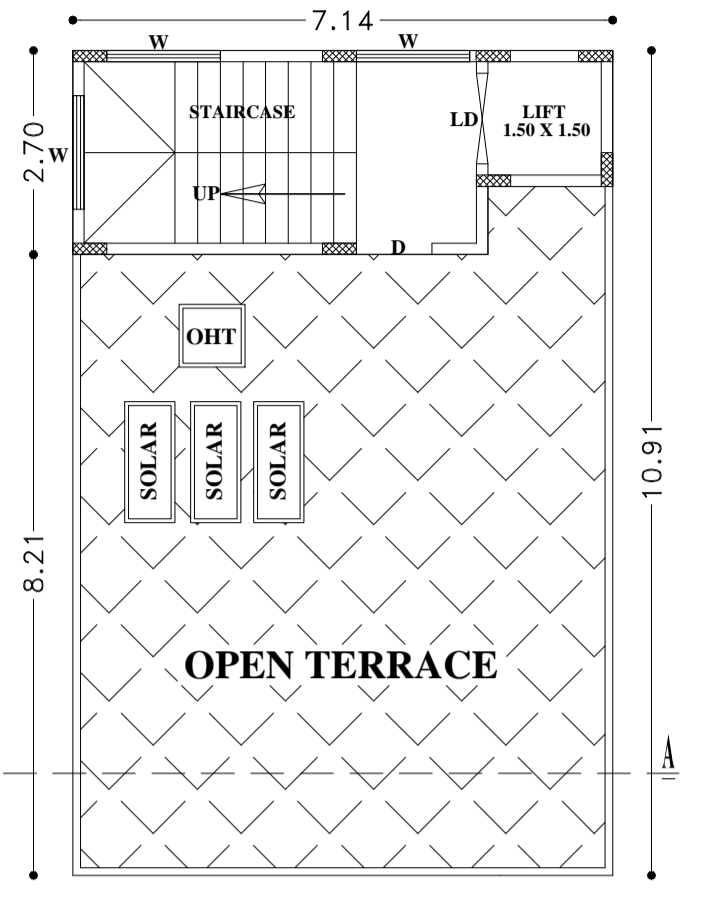 7.14
W
W
STAIRCASE
LIFT
1.50 X 1.50
LD
2.70
W
UP
D
OHT
SOLAR
SOLAR
SOLAR
10.91
8.21
OPEN TERRACE
A